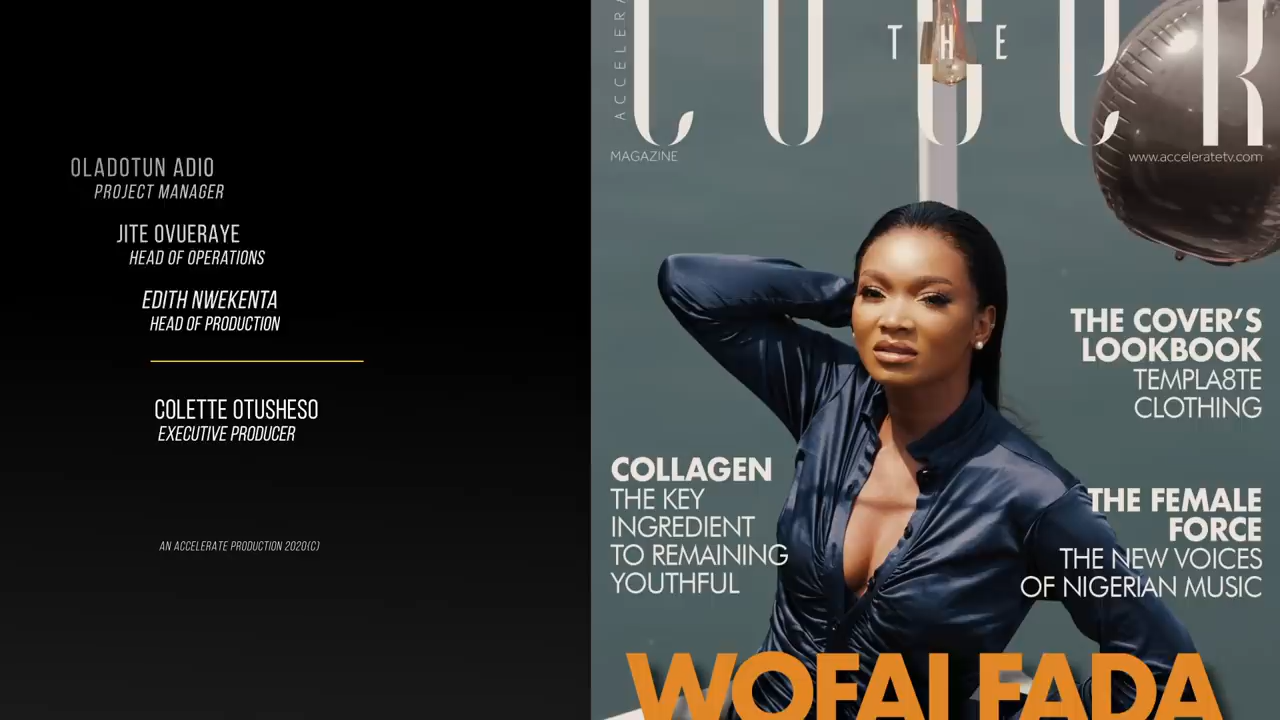 OLADOTUN ADIO
PROJECT MANAGER
JITE OVUERAYE
HEAD OF OPERATIONS
EDITH NWEKENTA
HEAD OF PRODUCTION
COLETTE OTUSHESO
EXECUTIVE PRODUCER
AN ACCELERATE PRODUCTION 2020(C)
THE
MAGAZINE
www.acceleratetv.com
THE COVER'S
LOOKBOOK
TEMPLA8TE
CLOTHING
COLLAGEN
THE KEY
INGREDIENT
TO REMAINING
YOUTHFUL
THE FEMALE
FORCE
THE NEW VOICES
OF NIGERIAN MUSIC
WOFAI FADA